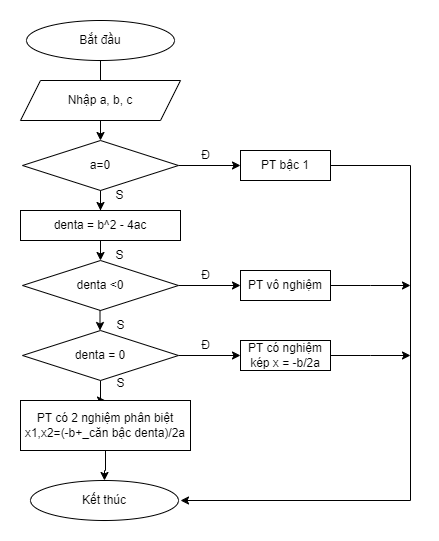 Bắt đầu
Nhập a, b, c
a=0
Đ
PT bậc 1
S
denta = b^2 - 4ac
S
denta <0
Đ
PT vô nghiệm
S
denta = 0
Đ
PT có nghiệm
kép x = -b/2a
S
PT có 2 nghiệm phân biệt
x1,x2=(-b+_căn bậc denta)/2a
Kết thúc